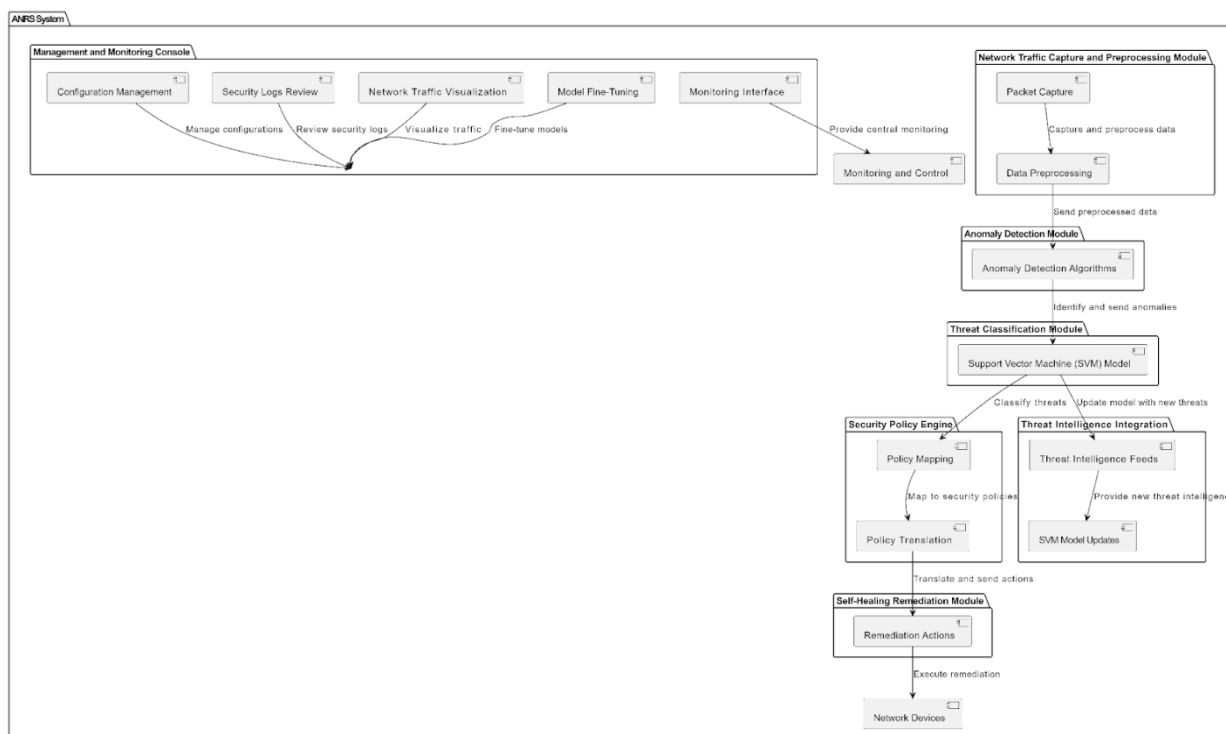 ANRS System
Management and Monitoring Console
Configuration Management
Security Logs Review
Network Traffic Visualization
Model Fine-Tuning
Monitoring Interface
Manage configurations
Review security logs
Visualize traffic
Fine-tune models
Provide central monitoring
Monitoring and Control
Network Traffic Capture and Preprocessing Module
Packet Capture
Capture and preprocess data
Data Preprocessing
Send preprocessed data
Anomaly Detection Module
Anomaly Detection Algorithms
Identify and send anomalies
Threat Classification Module
Support Vector Machine (SVM) Model
Classify threats
Update model with new threats
Security Policy Engine
Policy Mapping
Map to security policies
Policy Translation
Threat Intelligence Integration
Threat Intelligence Feeds
Provide new threat intelligenc
SVM Model Updates
Translate and send actions
Self-Healing Remediation Module
Remediation Actions
Execute remediation
Network Devices